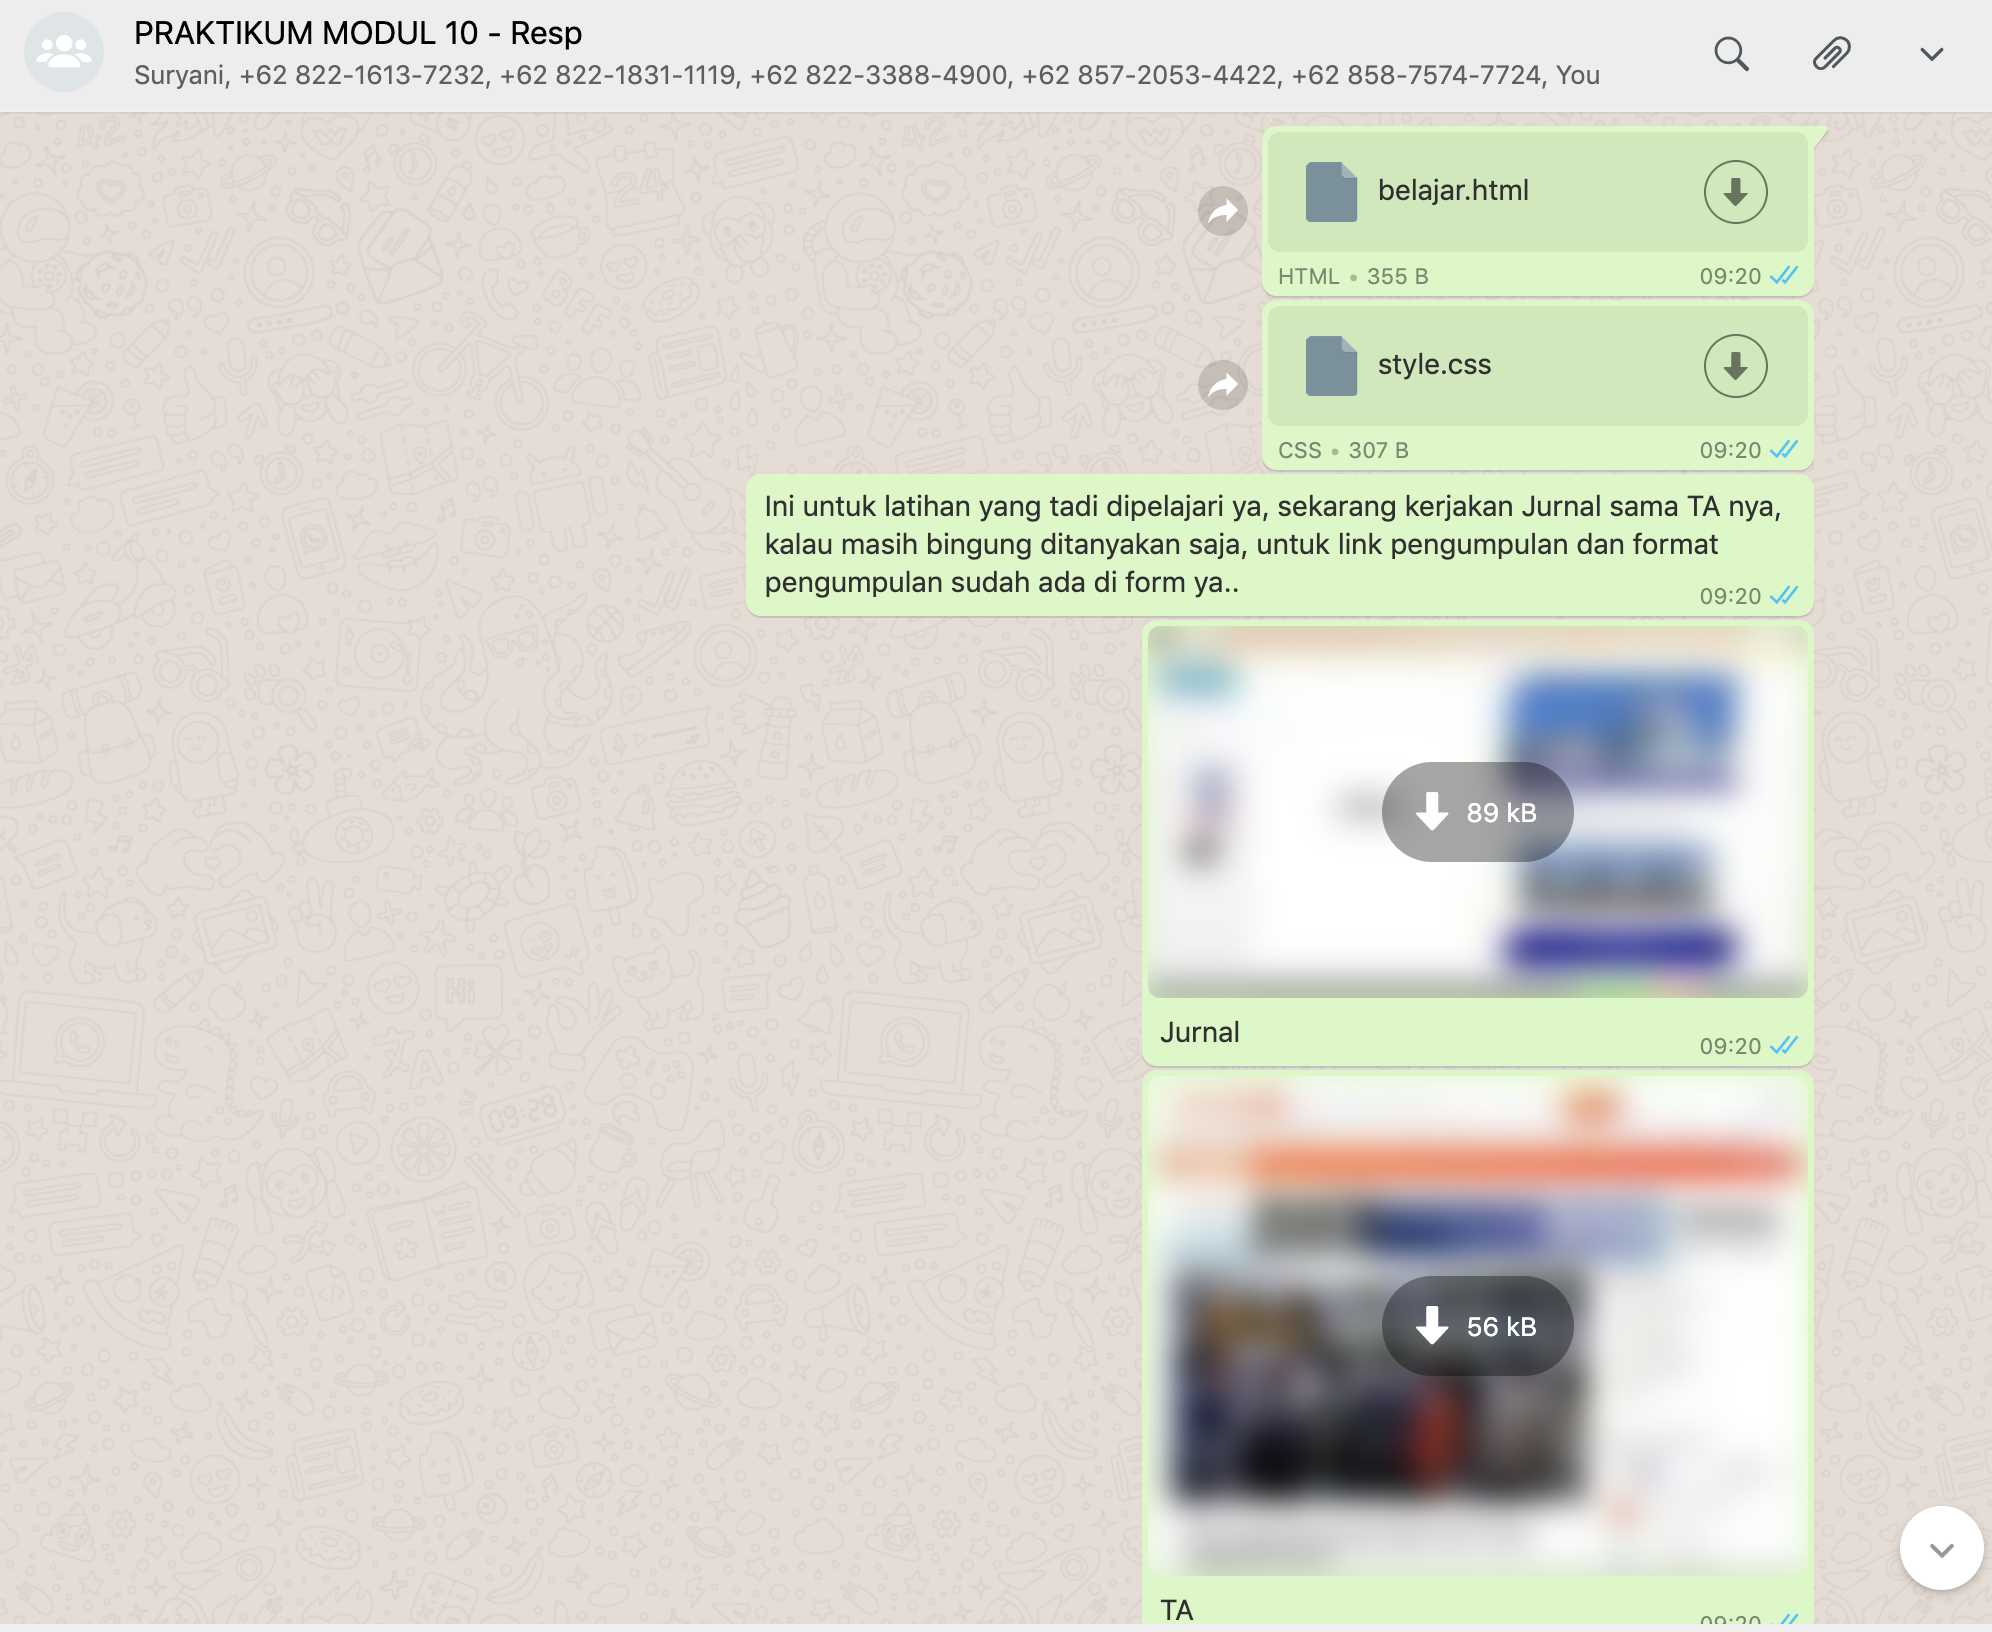 PRAKTIKUM MODUL 10 - Resp
Suryani, +62 822-1613-7232, +62 822-1831-1119, +62 822-3388-4900, +62 857-2053-4422, +62 858-7574-7724, You
belajar.html
HTML • 355 B 09:20
style.css
CSS • 307 B 09:20
Ini untuk latihan yang tadi dipelajari ya, sekarang kerjakan Jurnal sama TA nya,
kalau masih bingung ditanyakan saja, untuk link pengumpulan dan format
pengumpulan sudah ada di form ya..
09:20
89 kB
Jurnal
09:20
56 kB
TA
09:20